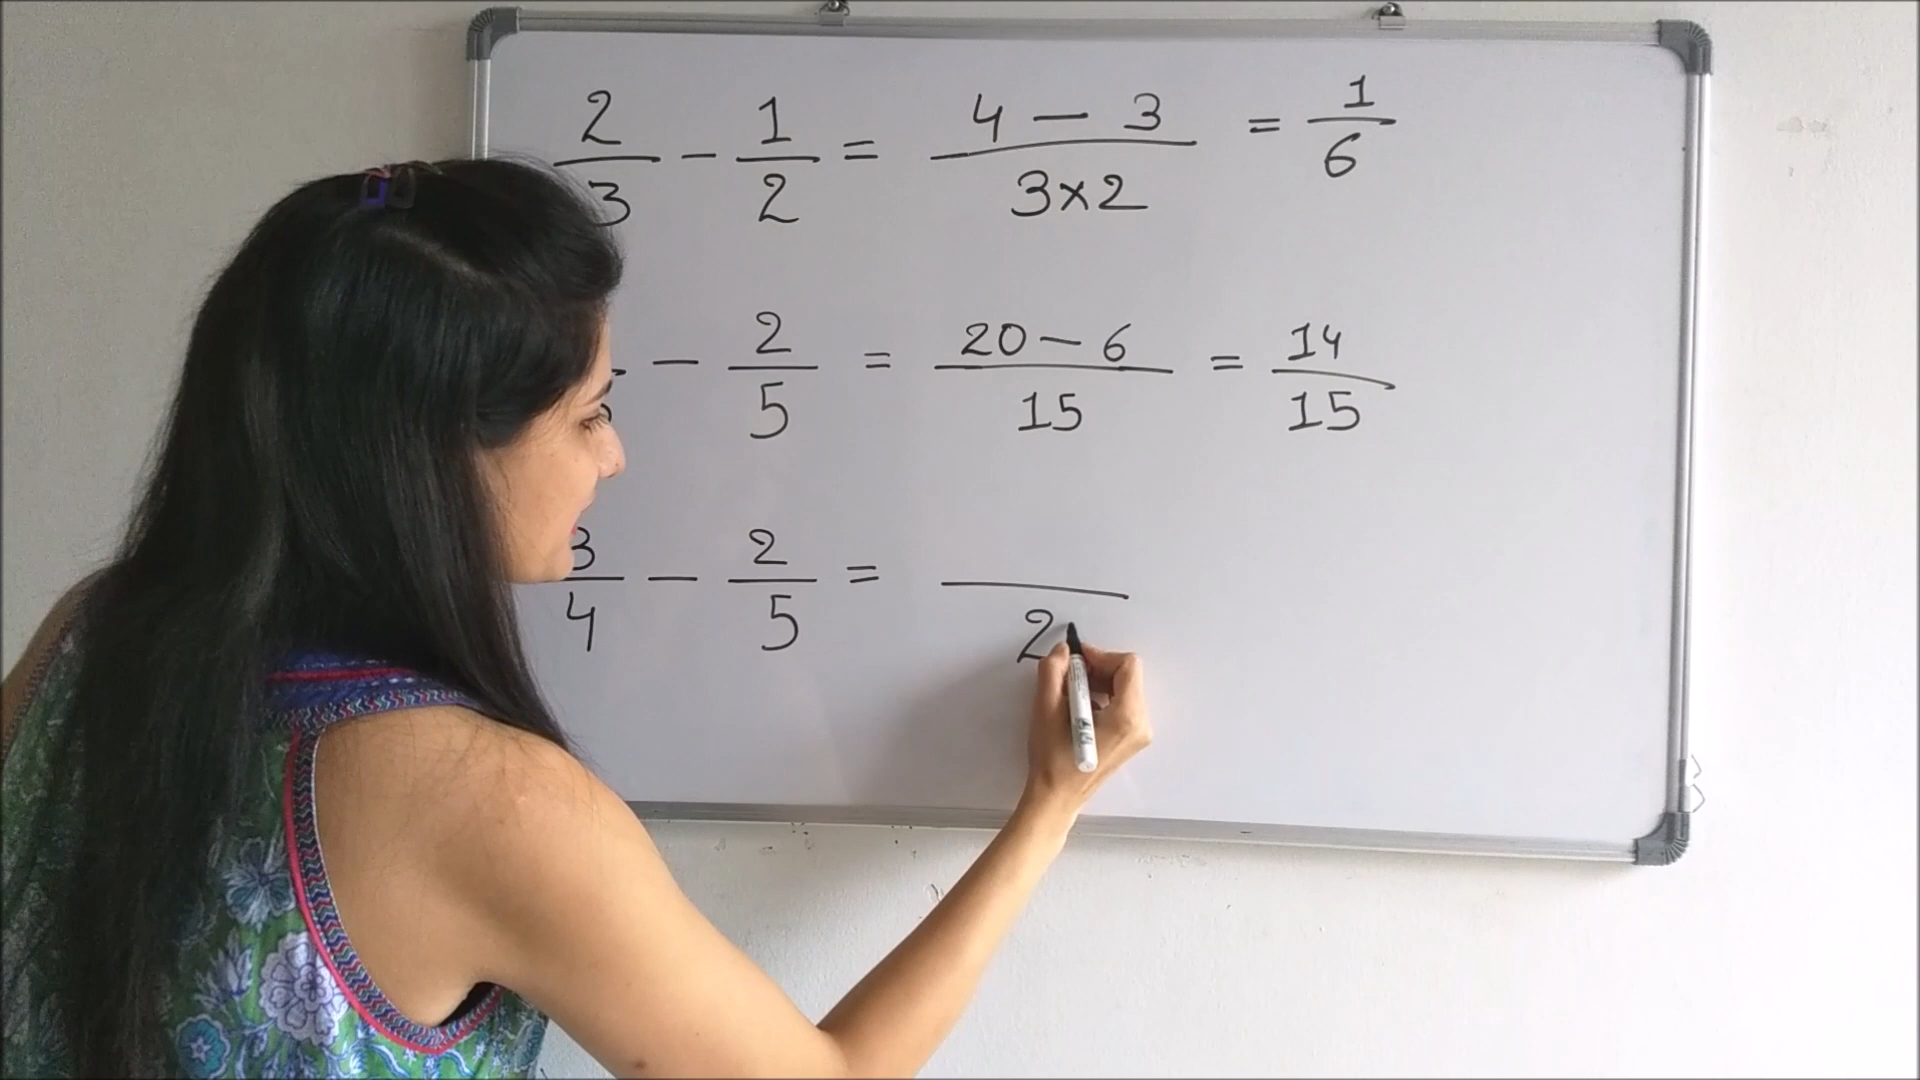 2/3 - 1/2 = (4 - 3)/(3×2) = 1/6
- 2/5 = (20 - 6)/15 = 14/15
3/4 - 2/5 = /2